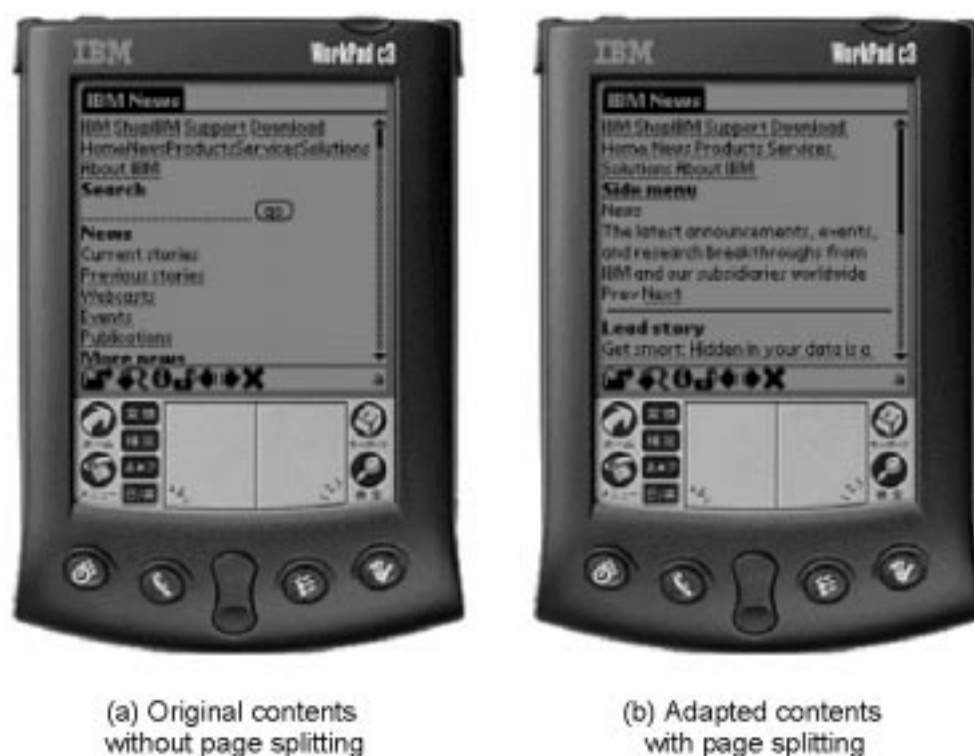 IBM
WorkPad c3
IBM News
IBM ShopIBM Support Download
HomeNewsProductsServicesSolutions
About IBM
Search
go
News
Current stories
Previous stories
Webcasts
Events
Publications
More news
(a) Original contents
without page splitting
IBM
WorkPad c3
IBM News
IBM ShopIBM Support Download
Home News Products Services
Solutions About IBM
Side menu
News
The latest announcements, events,
and research breakthroughs from
IBM and our subsidiaries worldwide
Prev Next
Lead story
Get smart: Hidden in your data is a
(b) Adapted contents
with page splitting